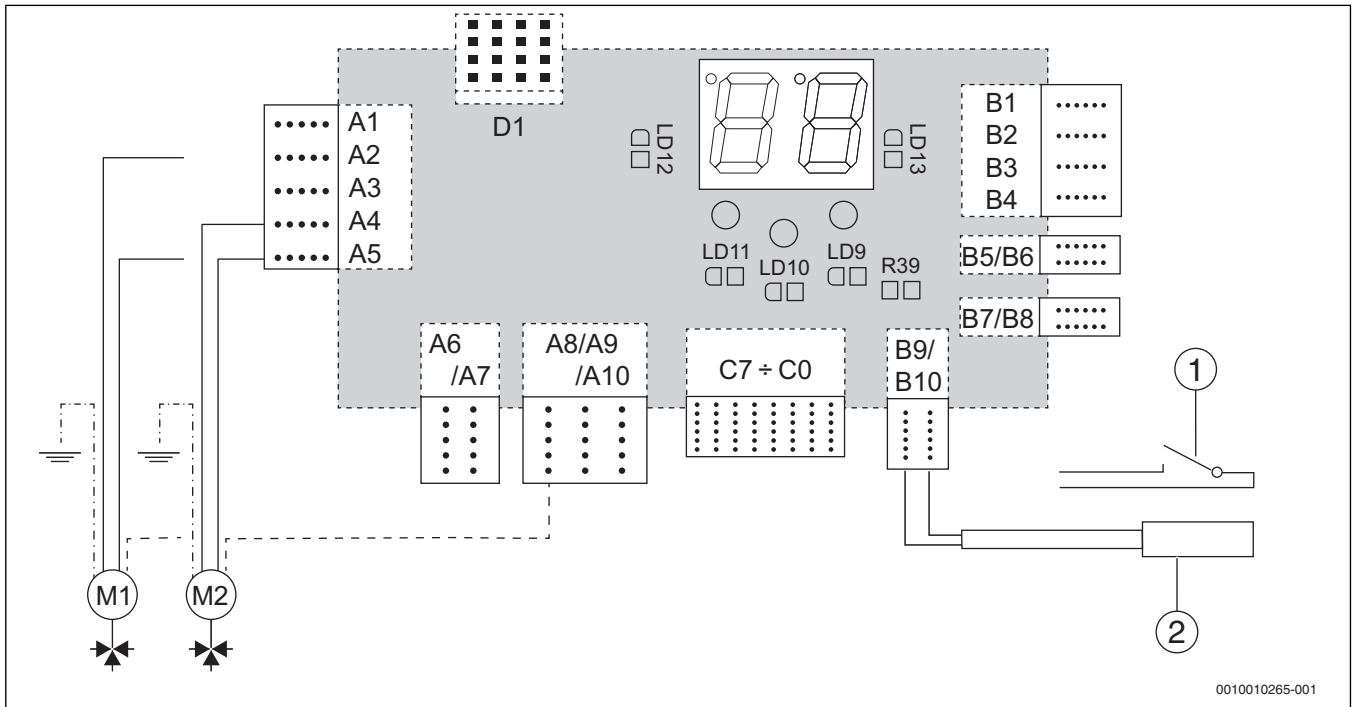 D1
A1
A2
A3
A4
A5
LD12
LD13
B1
B2
B3
B4
B5/B6
B7/B8
LD11
LD10
LD9
R39
A6
/A7
A8/A9
/A10
C7 ÷ C0
B9/
B10
1
2
M1
M2
0010010265-001